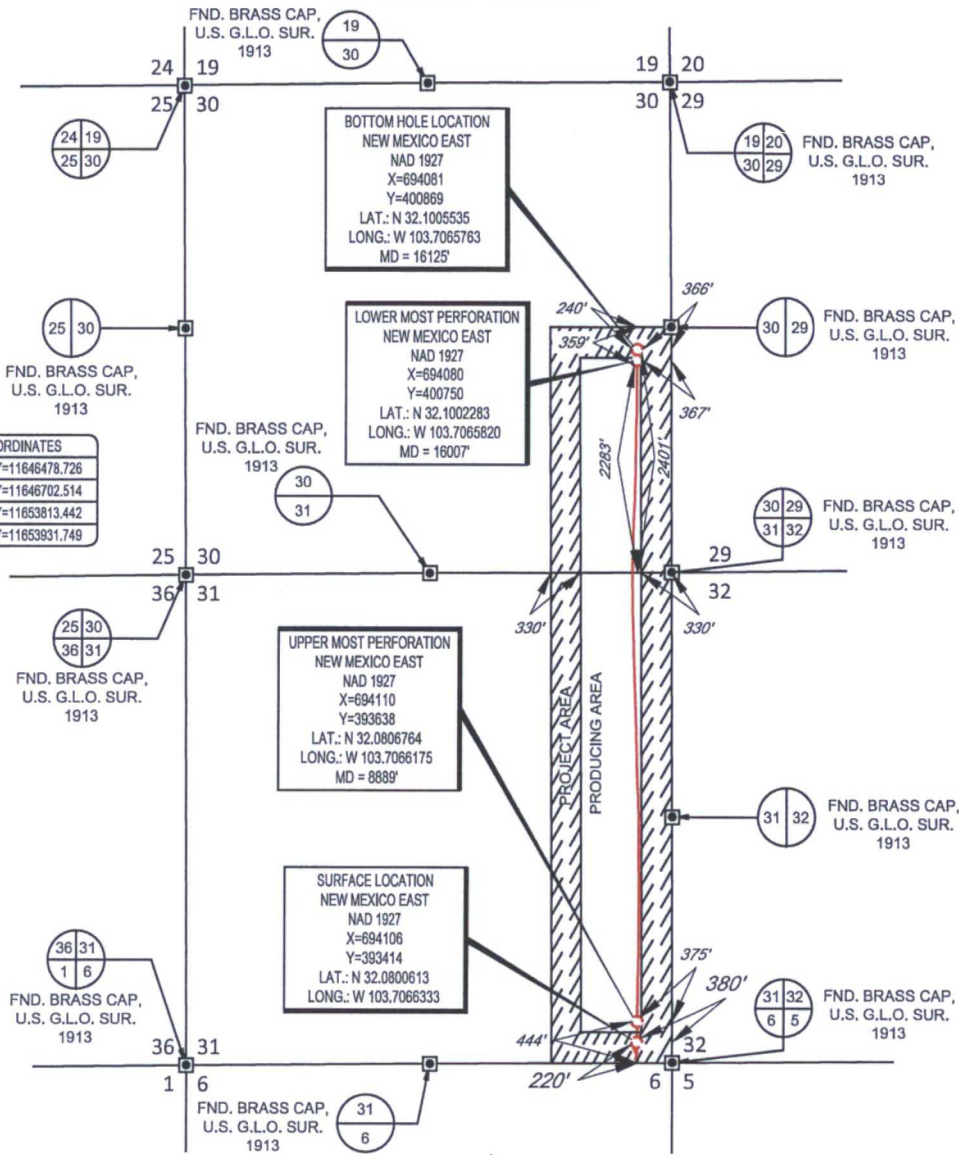 FND. BRASS CAP,
U.S. G.L.O. SUR.
1913
19
30
24 19
25 30
19 20
30 29
24 19
25 30
19 20
30 29
FND. BRASS CAP,
U.S. G.L.O. SUR.
1913
BOTTOM HOLE LOCATION
NEW MEXICO EAST
NAD 1927
X=694081
Y=400869
LAT.: N 32.1005535
LONG.: W 103.7065763
MD = 16125'
240'
366'
359'
367'
25 30
FND. BRASS CAP,
U.S. G.L.O. SUR.
1913
30 29
FND. BRASS CAP,
U.S. G.L.O. SUR.
1913
LOWER MOST PERFORATION
NEW MEXICO EAST
NAD 1927
X=694080
Y=400750
LAT.: N 32.1002283
LONG.: W 103.7065820
MD = 16007'
2283'
2401'
ORDINATES
Y=11646478.726
Y=11646702.514
Y=11653813.442
Y=11653931.749
FND. BRASS CAP,
U.S. G.L.O. SUR.
1913
30
31
30 29
31 32
FND. BRASS CAP,
U.S. G.L.O. SUR.
1913
25 30
36 31
29
32
330'
330'
25 30
36 31
FND. BRASS CAP,
U.S. G.L.O. SUR.
1913
UPPER MOST PERFORATION
NEW MEXICO EAST
NAD 1927
X=694110
Y=393638
LAT.: N 32.0806764
LONG.: W 103.7066175
MD = 8889'
PROJECT AREA
PRODUCING AREA
31 32
FND. BRASS CAP,
U.S. G.L.O. SUR.
1913
SURFACE LOCATION
NEW MEXICO EAST
NAD 1927
X=694106
Y=393414
LAT.: N 32.0800613
LONG.: W 103.7066333
375'
380'
444'
220'
36 31
1 6
FND. BRASS CAP,
U.S. G.L.O. SUR.
1913
31 32
6 5
FND. BRASS CAP,
U.S. G.L.O. SUR.
1913
36 31
1 6
32
6 5
FND. BRASS CAP,
U.S. G.L.O. SUR.
1913
31
6